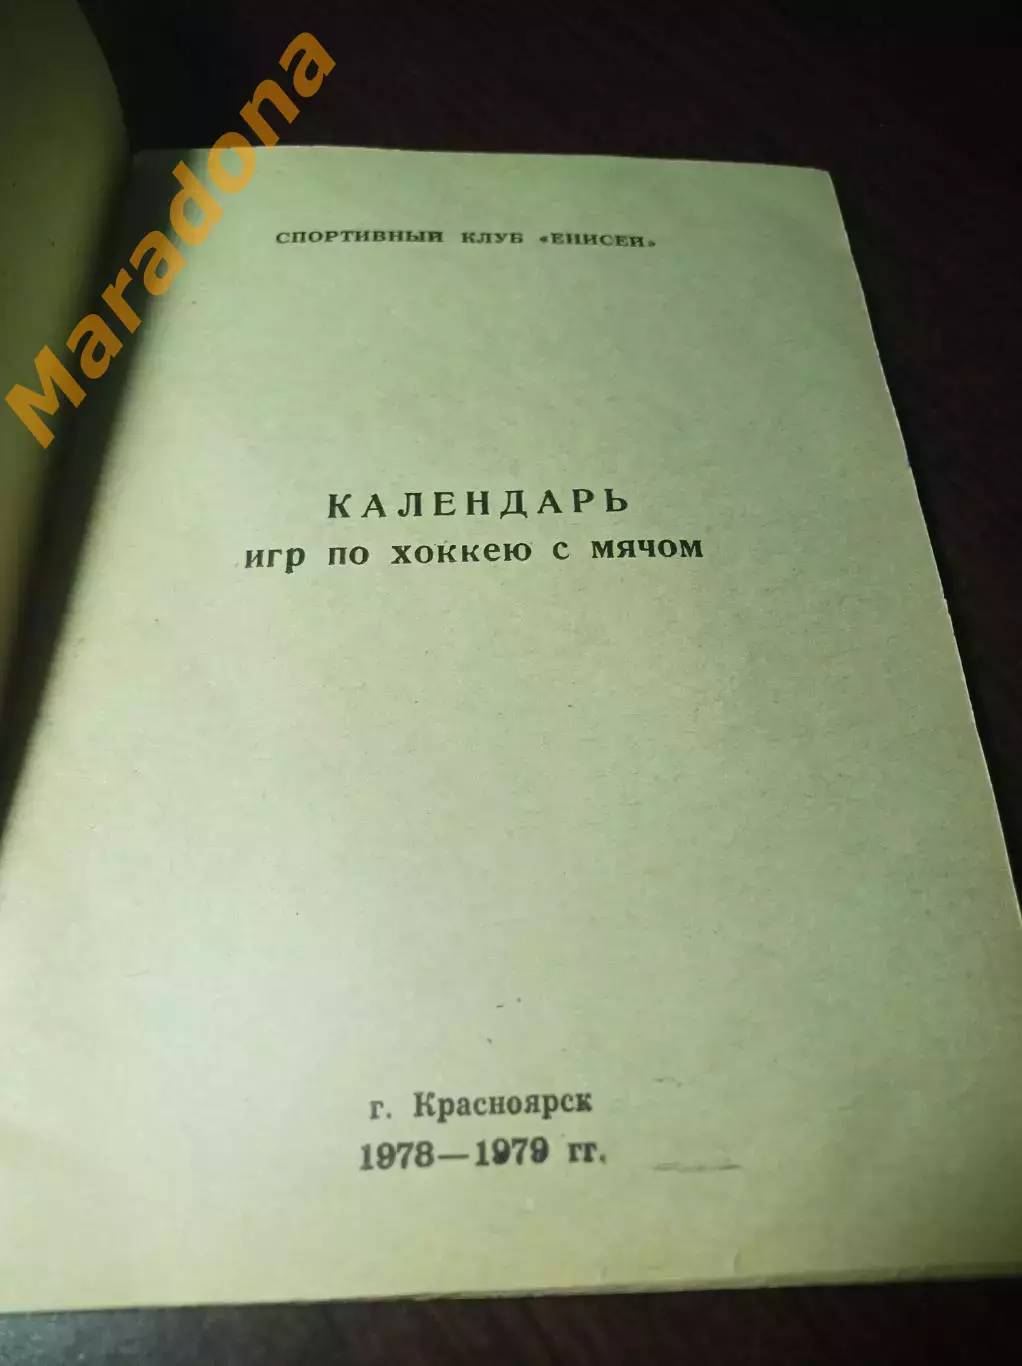 СПОРТИВНЫЙ КЛУБ «ЕНИСЕЙ»
КАЛЕНДАРЬ
игр по хоккею с мячом
г. Красноярск
1978—1979 гг.
Maradona